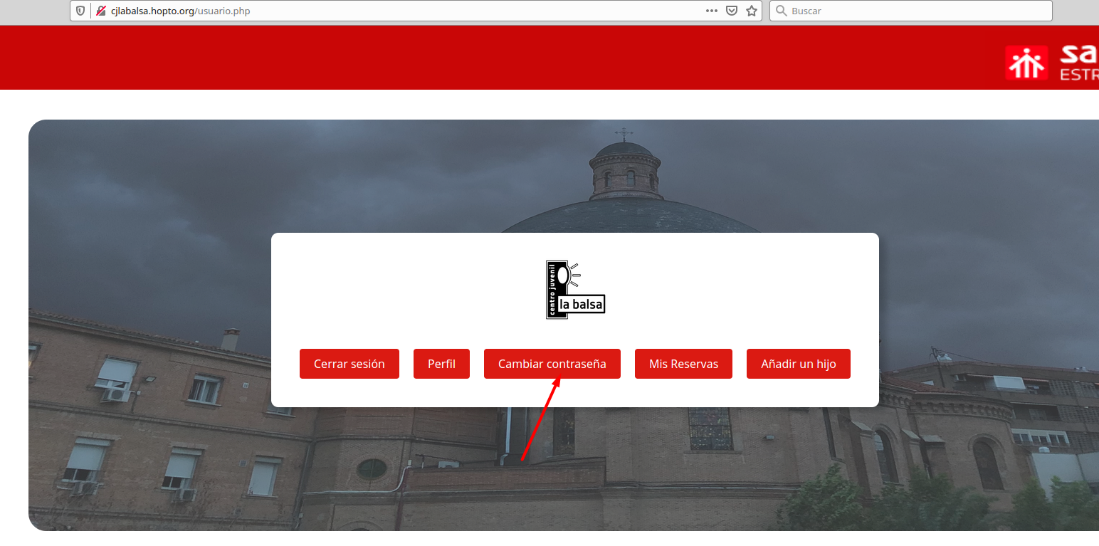 cjlabalsa.hopto.org/usuario.php
Buscar
ESTR
centro juvenil
la balsa
Cerrar sesión
Perfil
Cambiar contraseña
Mis Reservas
Añadir un hijo